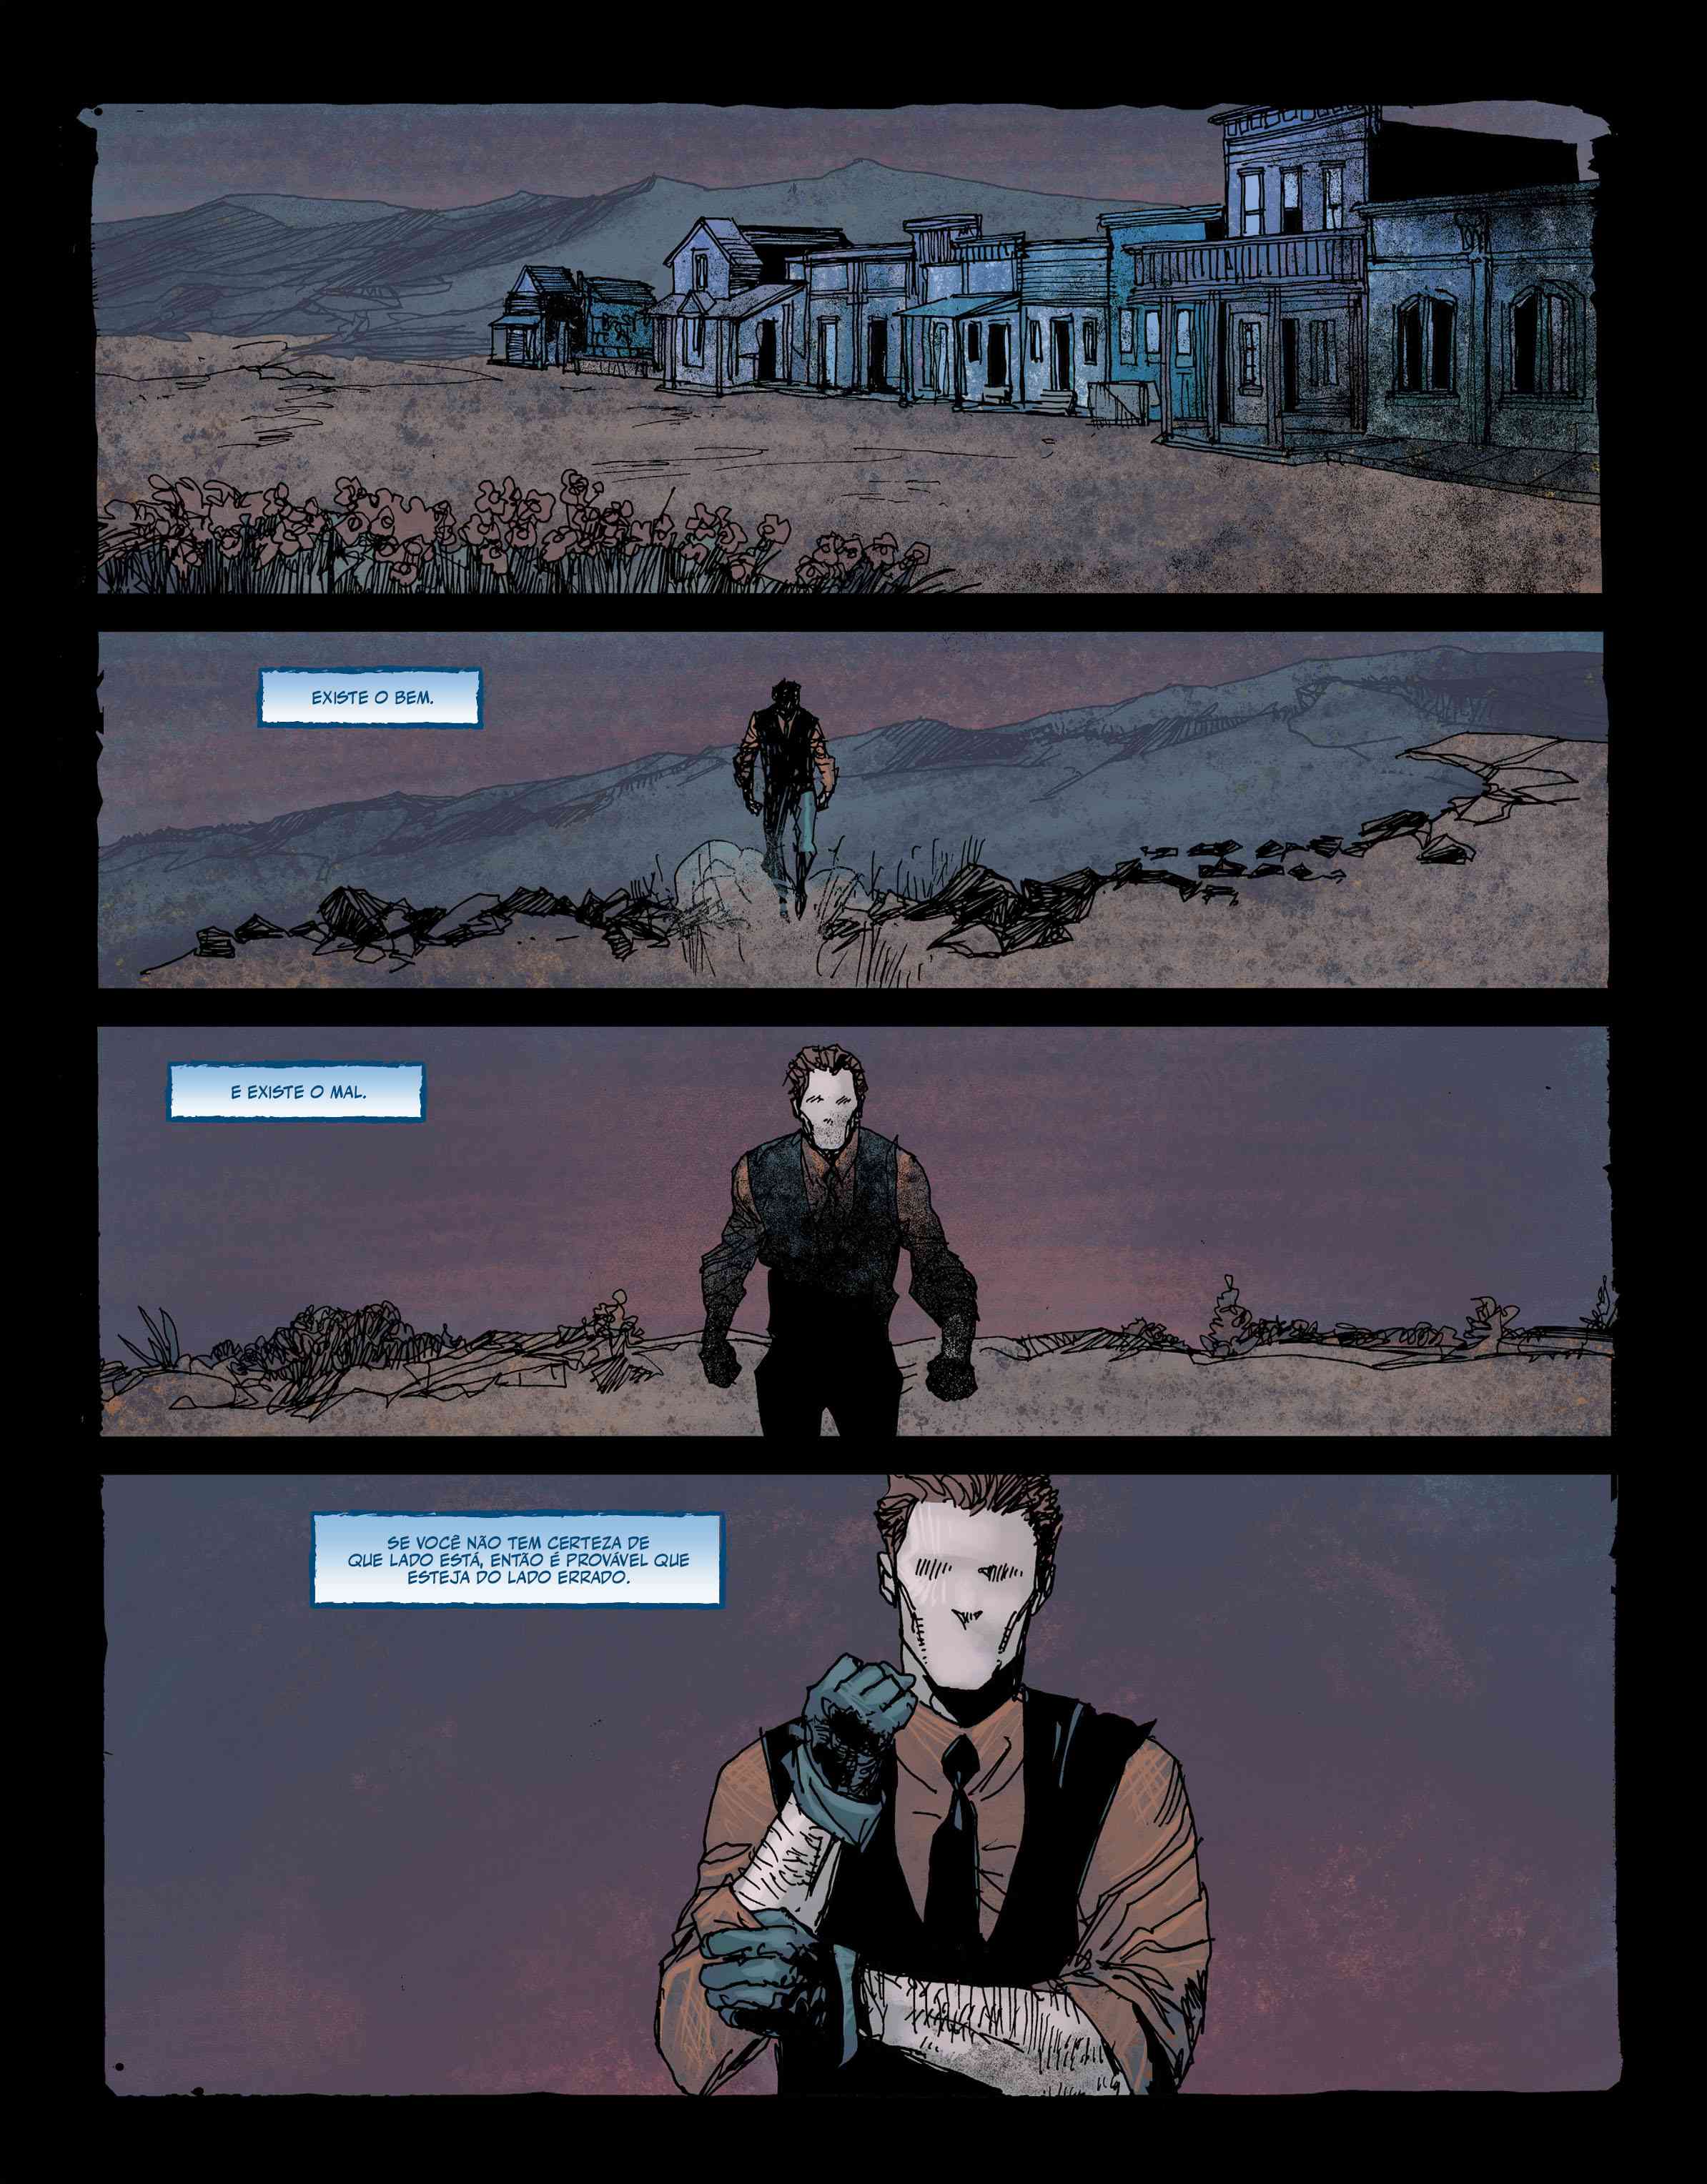 EXISTE O BEM.
E EXISTE O MAL.
SE VOCÊ NÃO TEM CERTEZA DE
QUE LADO ESTÁ, ENTÃO É PROVÁVEL QUE
ESTEJA DO LADO ERRADO.